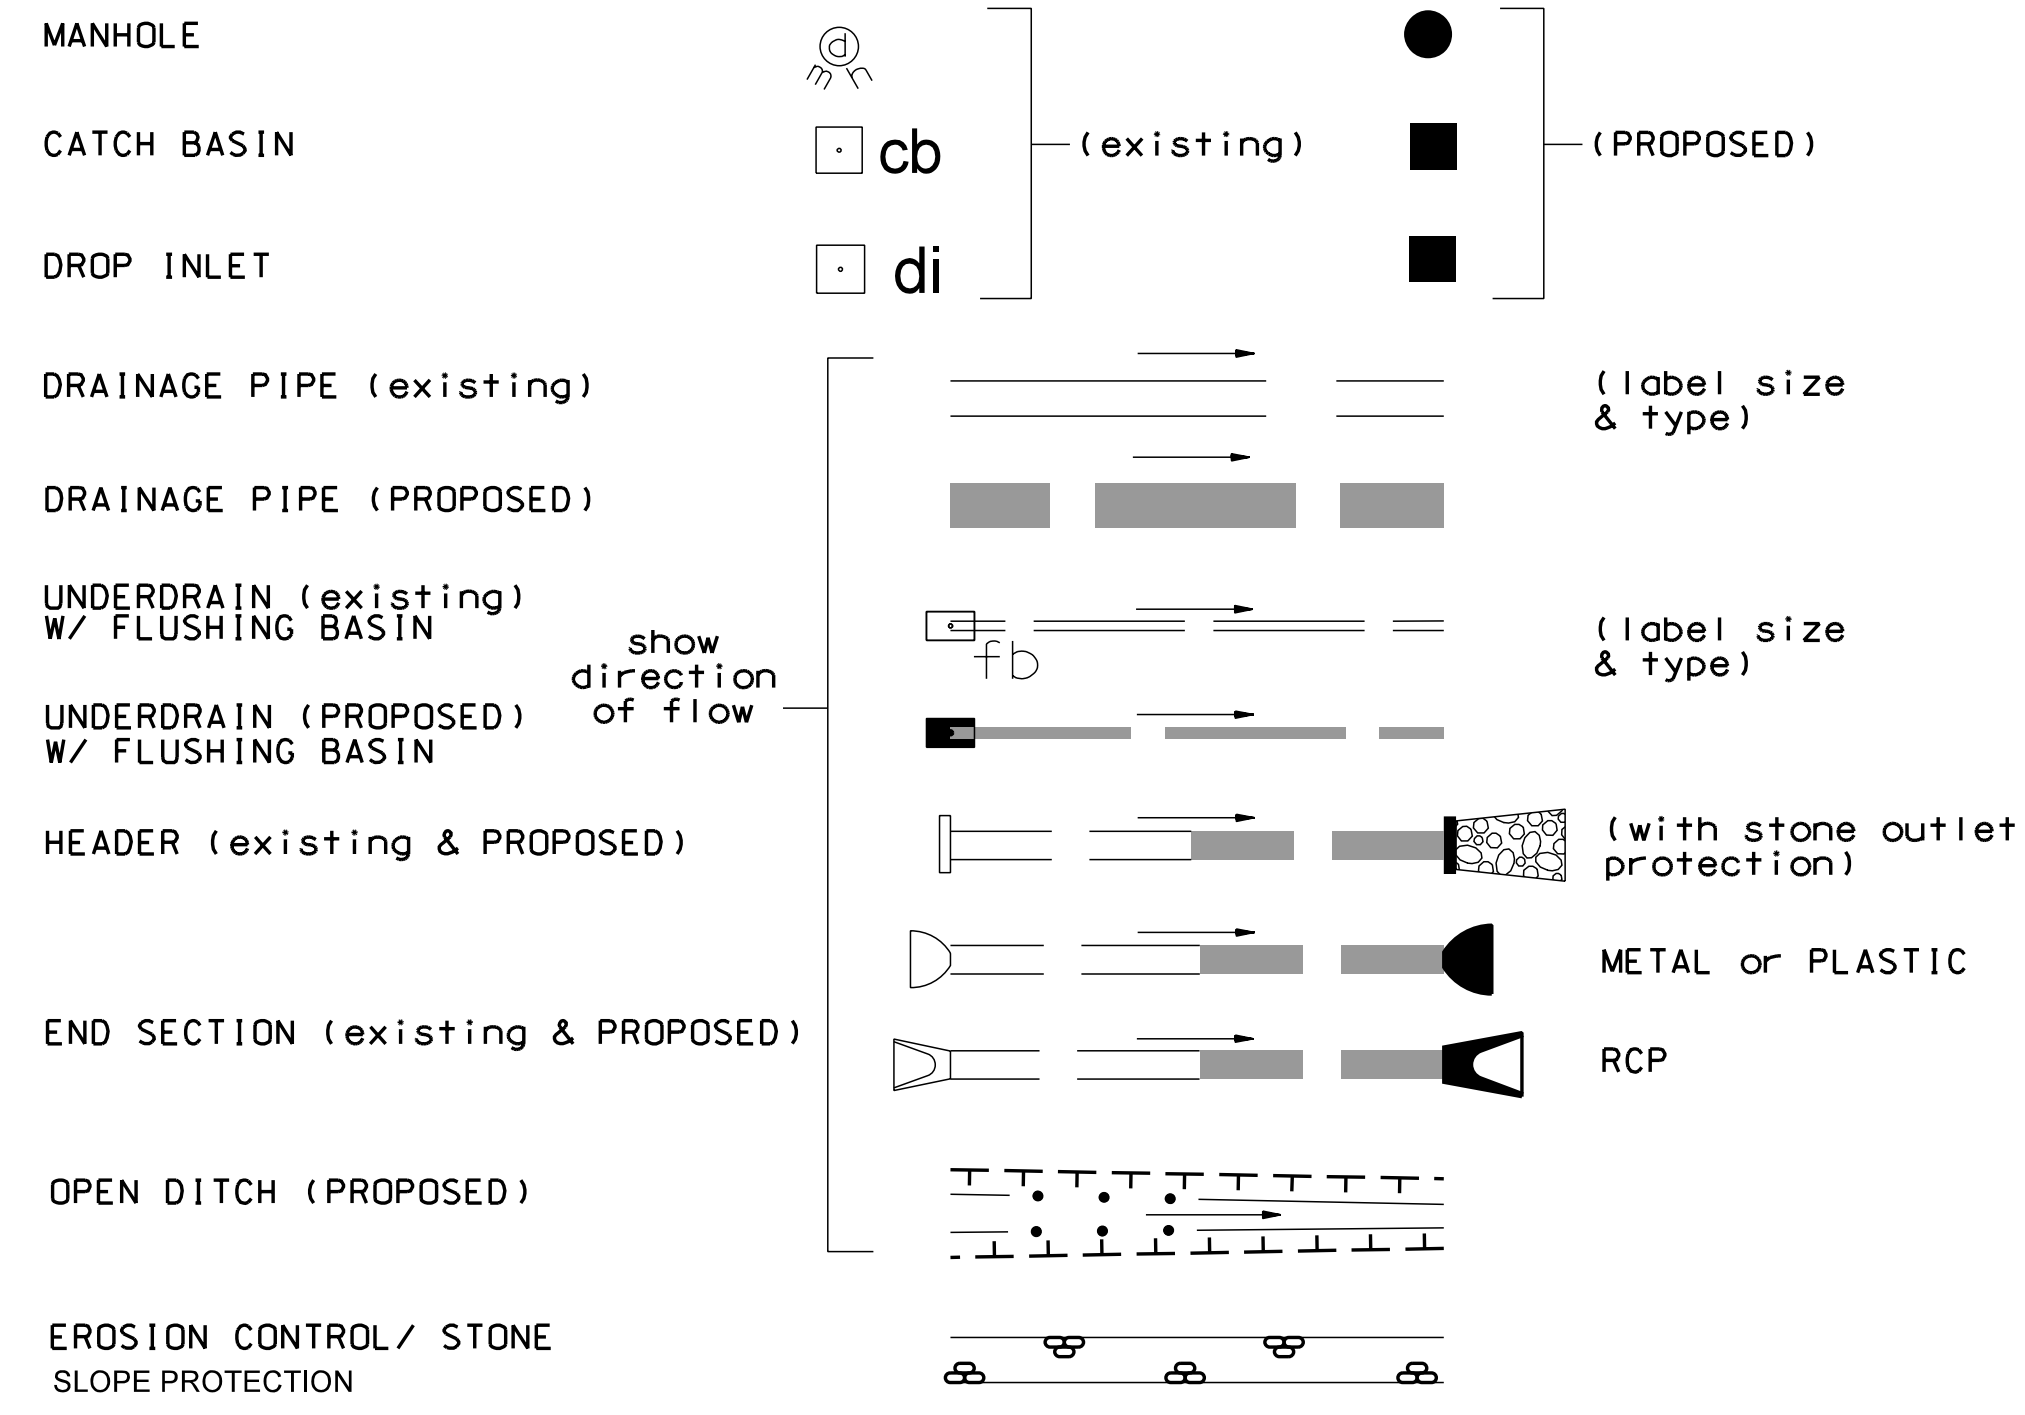 MANHOLE
d
mh
CATCH BASIN
cb
(existing)
(PROPOSED)
DROP INLET
di
DRAINAGE PIPE (existing)
(label size
& type)
DRAINAGE PIPE (PROPOSED)
UNDERDRAIN (existing)
W/ FLUSHING BASIN
fb
(label size
& type)
show
direction
of flow
UNDERDRAIN (PROPOSED)
W/ FLUSHING BASIN
HEADER (existing & PROPOSED)
(with stone outlet
protection)
METAL or PLASTIC
END SECTION (existing & PROPOSED)
RCP
OPEN DITCH (PROPOSED)
EROSION CONTROL/ STONE
SLOPE PROTECTION